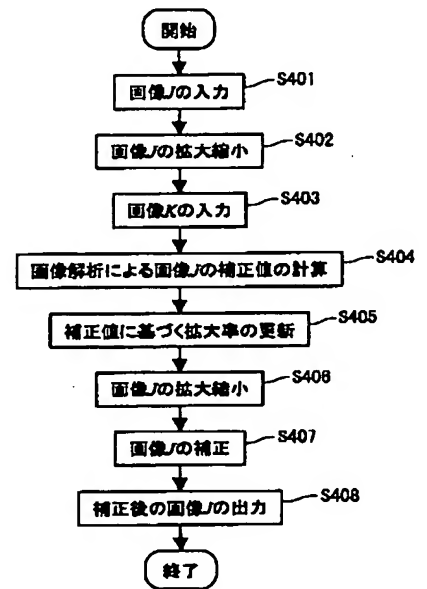 開始
画像Jの入力
S401
画像Jの拡大縮小
S402
画像Kの入力
S403
画像解析による画像Jの補正値の計算
S404
補正値に基づく拡大率の更新
S405
画像Jの拡大縮小
S406
画像Jの補正
S407
補正後の画像Jの出力
S408
終了